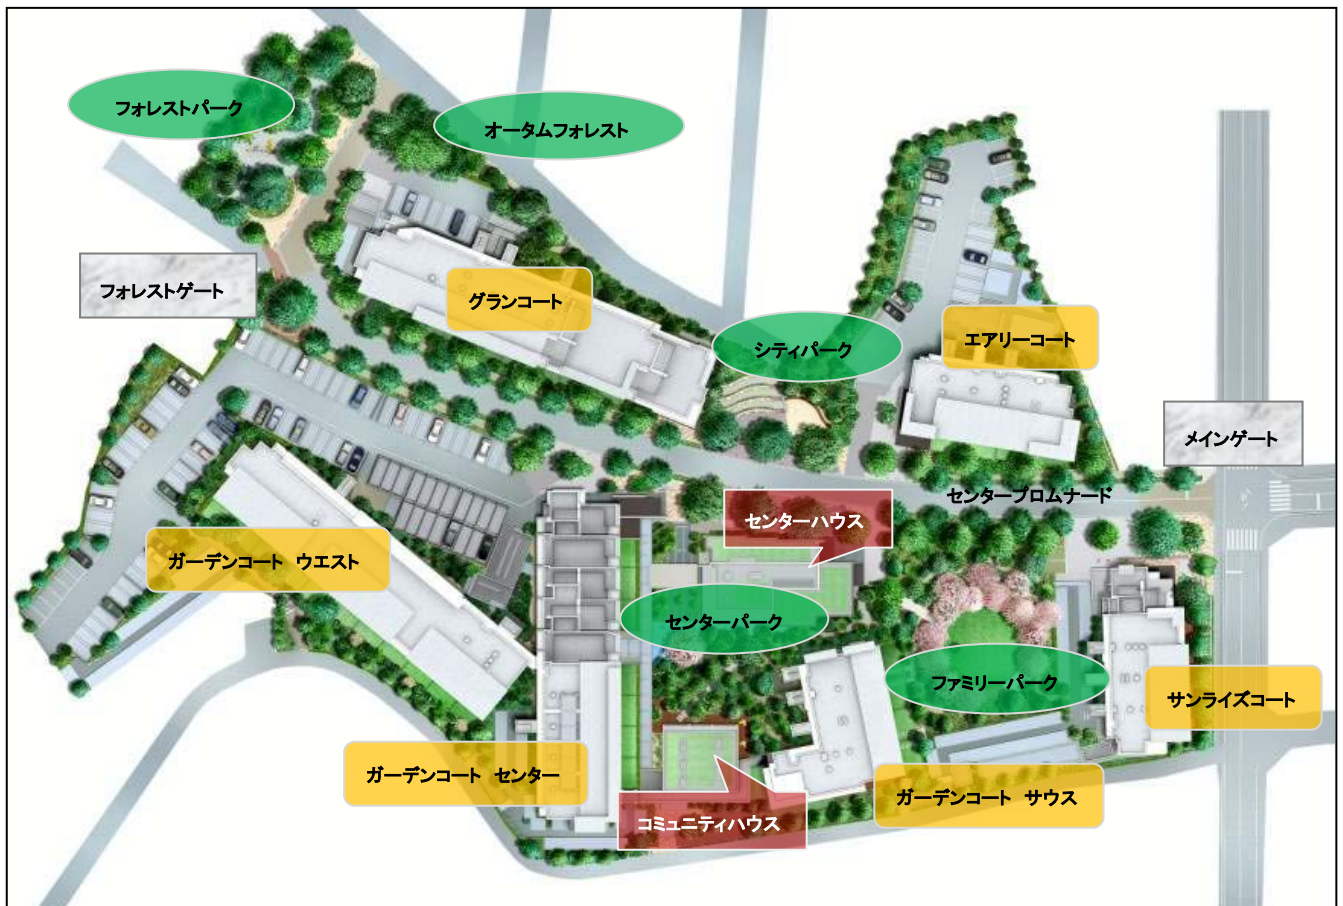 フォレストパーク
オータムフォレスト
フォレストゲート
グランコート
シティパーク
エアリーコート
メインゲート
センタープロムナード
センターハウス
ガーデンコート ウエスト
センターパーク
ファミリーパーク
サンライズコート
ガーデンコート センター
ガーデンコート サウス
コミュニティハウス